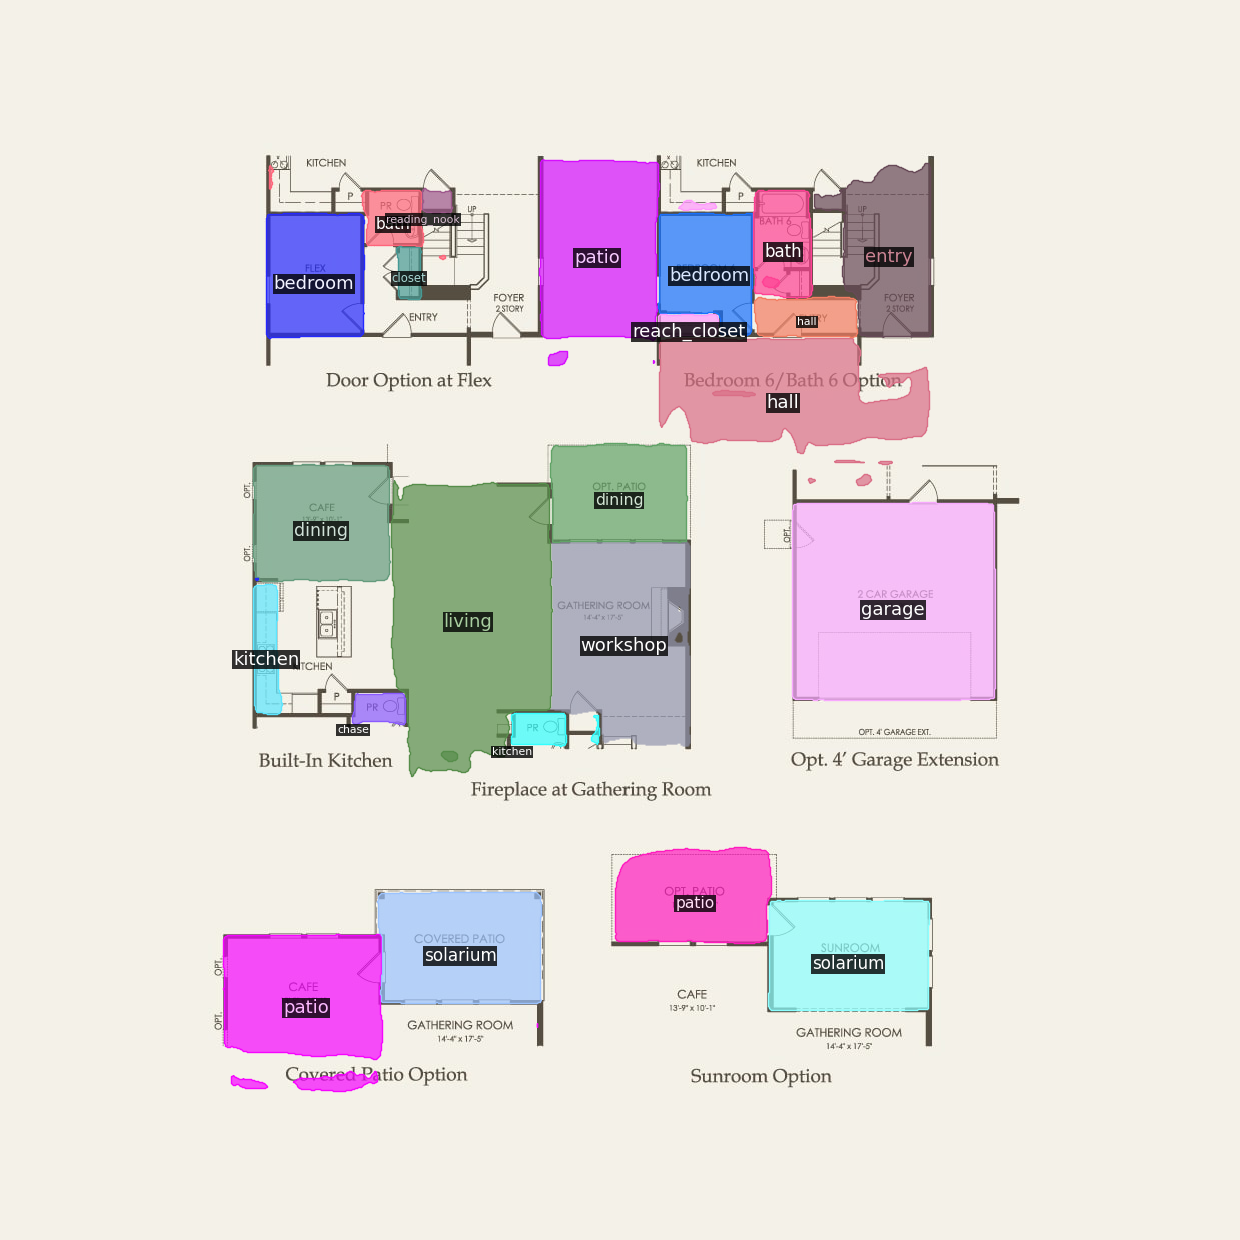 KITCHEN
KITCHEN
P
PR
bath
reading_nook
UP
FLEX
bedroom
closet
FOYER
2 STORY
ENTRY
patio
P
BATH 6
bath
UP
bedroom
entry
reach_closet
hall
FOYER
2 STORY
Door Option at Flex
Bedroom 6/Bath 6 Option
hall
OPT.
CAFE
dining
OPT.
OPT. PATIO
dining
OPT.
2 CAR GARAGE
garage
GATHERING ROOM
14'-4" x 17'-5"
living
workshop
kitchen
P
PR
chase
PR
kitchen
OPT. 4' GARAGE EXT.
Built-In Kitchen
Fireplace at Gathering Room
Opt. 4' Garage Extension
COVERED PATIO
solarium
OPT.
CAFE
patio
OPT.
GATHERING ROOM
14'-4" x 17'-5"
Covered Patio Option
OPT. PATIO
patio
SUNROOM
solarium
CAFE
13'-9" x 10'-1"
GATHERING ROOM
14'-4" x 17'-5"
Sunroom Option